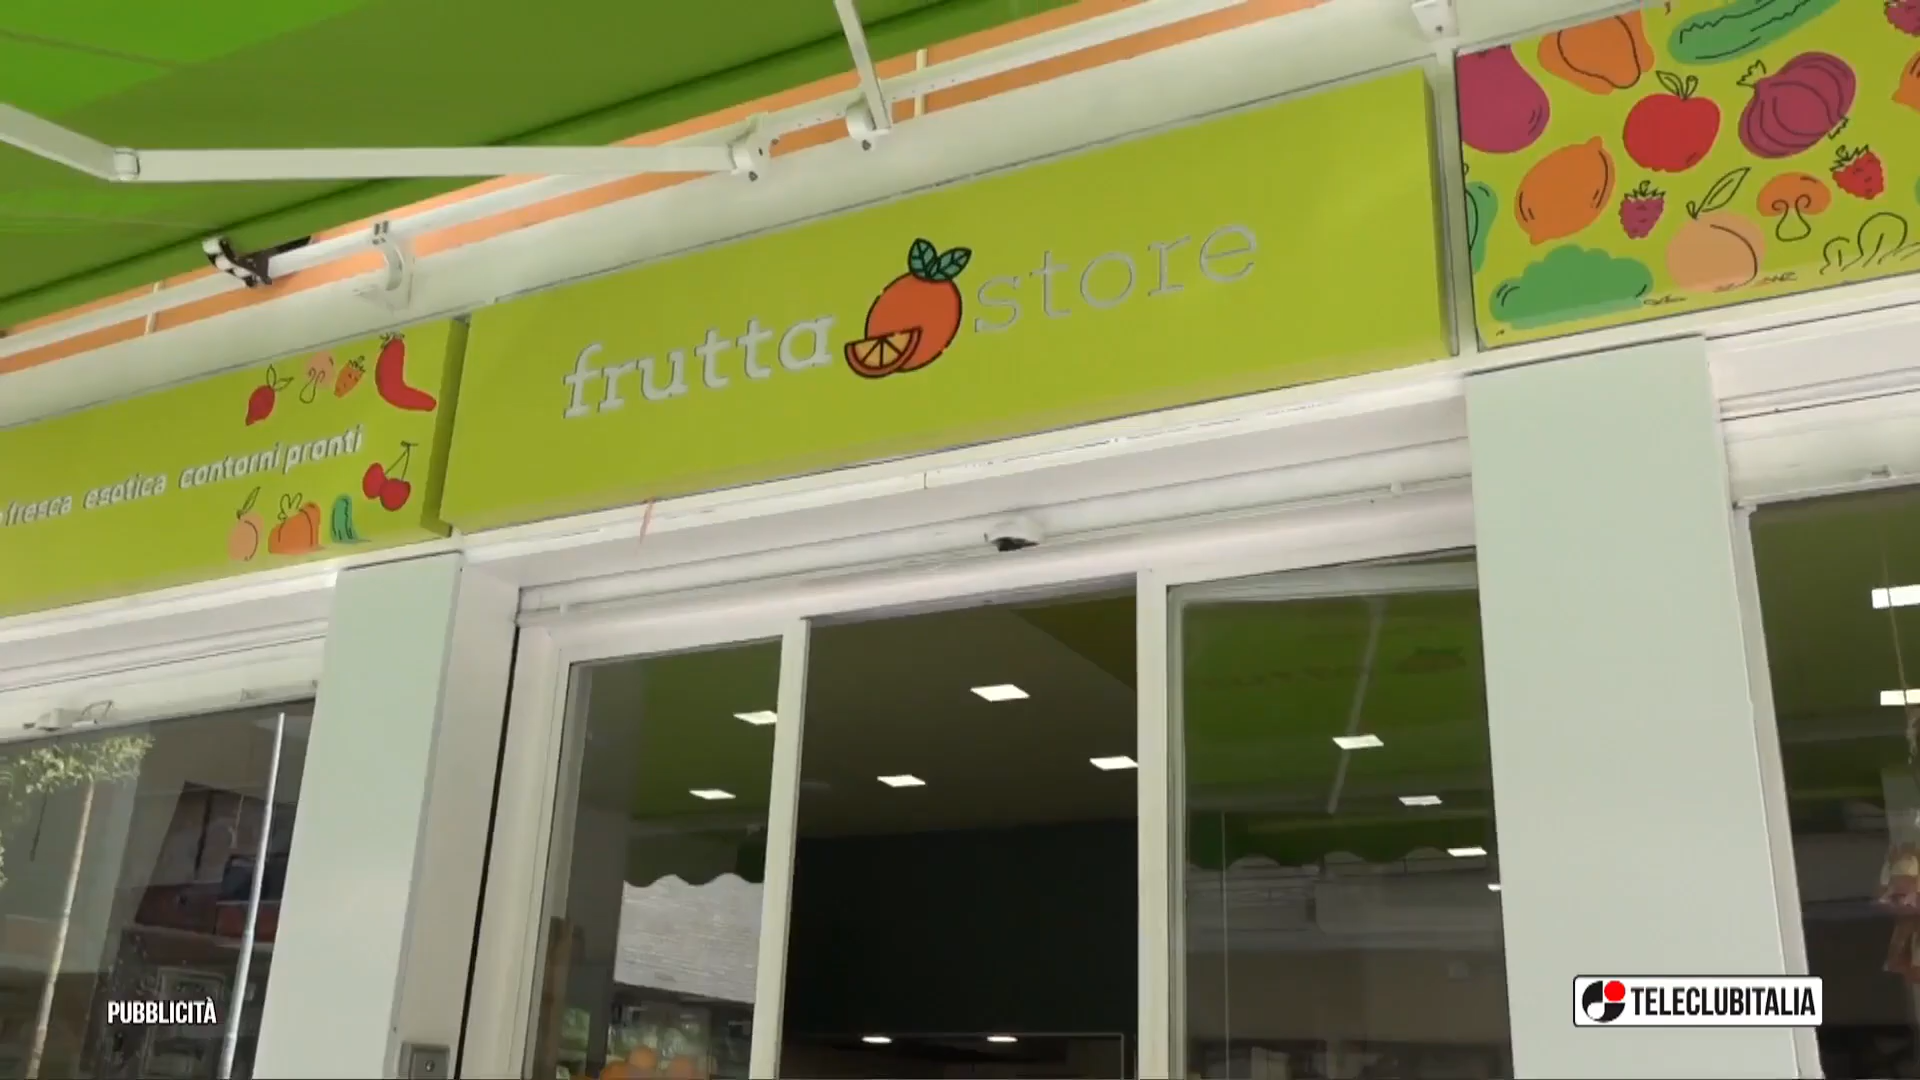 frutta store
fresca esotica contorni pronti
PUBBLICITÀ
TELECLUBITALIA